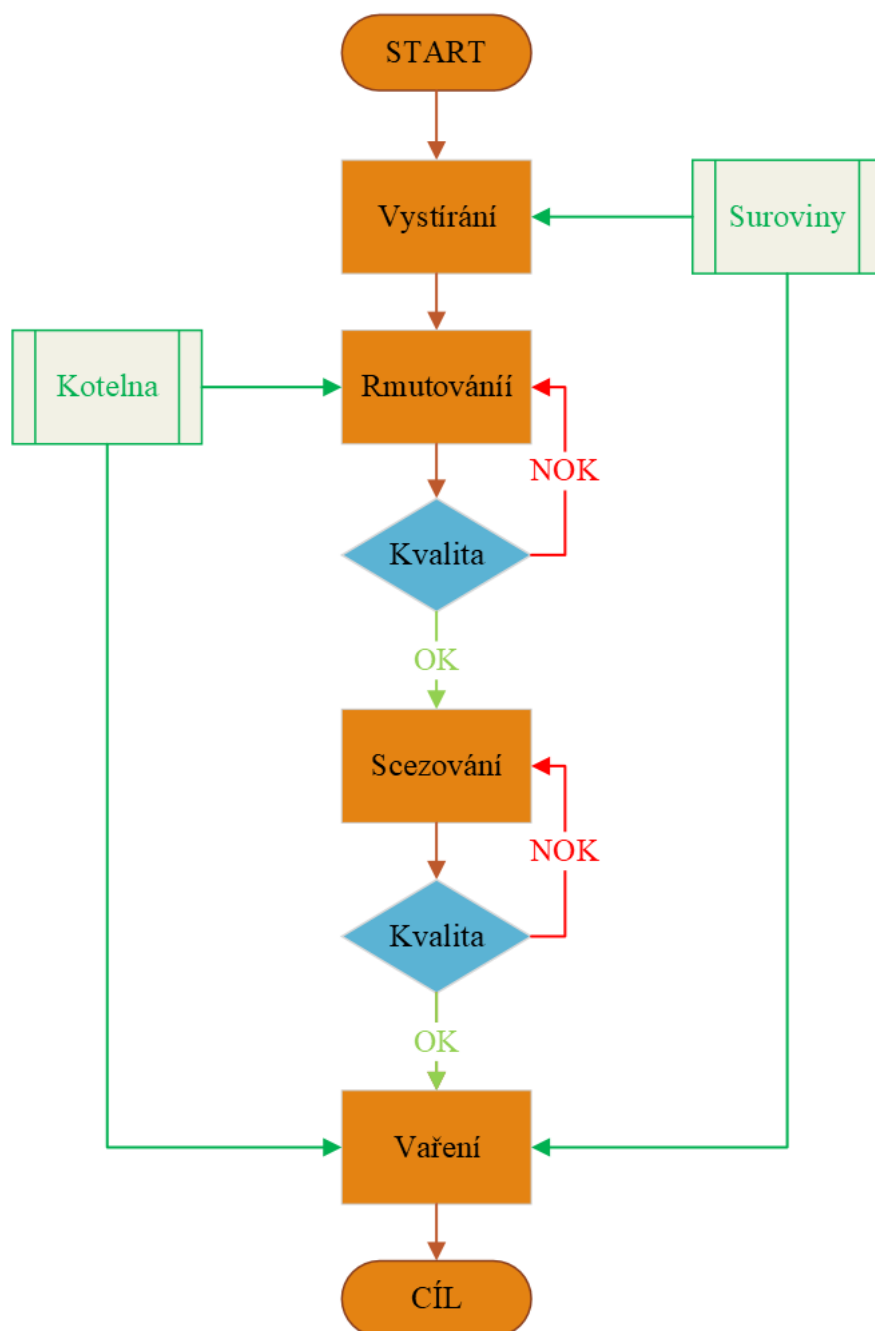 START
Vystírání
Suroviny
Kotelna
Rmutováníí
NOK
Kvalita
OK
Scezování
NOK
Kvalita
OK
Vaření
CÍL